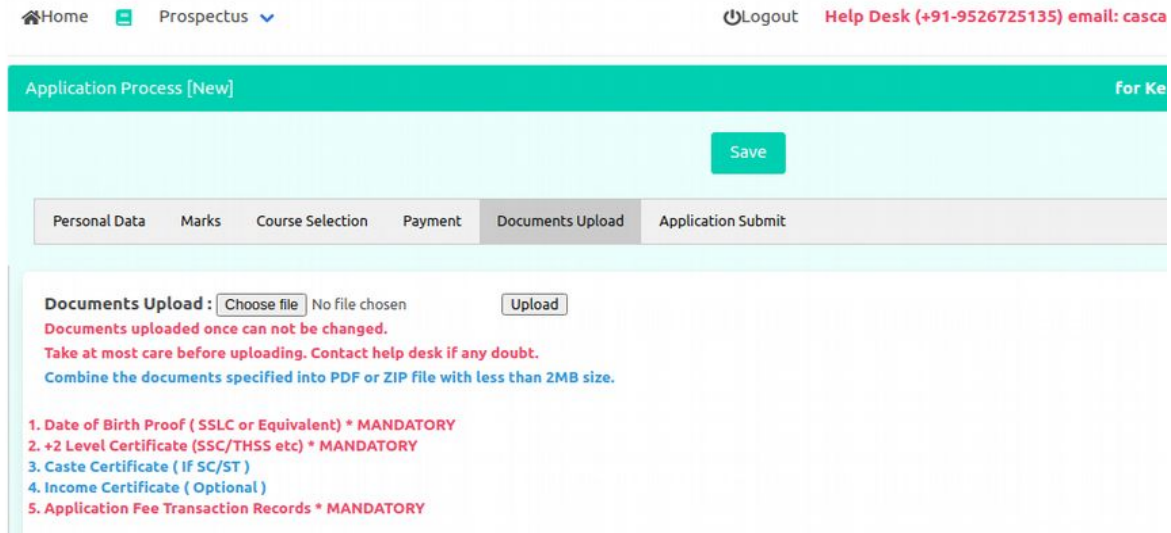 Home Prospectus Logout Help Desk (+91-9526725135) email: casca
Application Process [New] for Ke
Save
Personal Data Marks Course Selection Payment Documents Upload Application Submit
Documents Upload : Choose file No file chosen Upload
Documents uploaded once can not be changed.
Take at most care before uploading. Contact help desk if any doubt.
Combine the documents specified into PDF or ZIP file with less than 2MB size.
1. Date of Birth Proof ( SSLC or Equivalent) * MANDATORY
2. +2 Level Certificate (SSC/THSS etc) * MANDATORY
3. Caste Certificate ( If SC/ST )
4. Income Certificate ( Optional )
5. Application Fee Transaction Records * MANDATORY